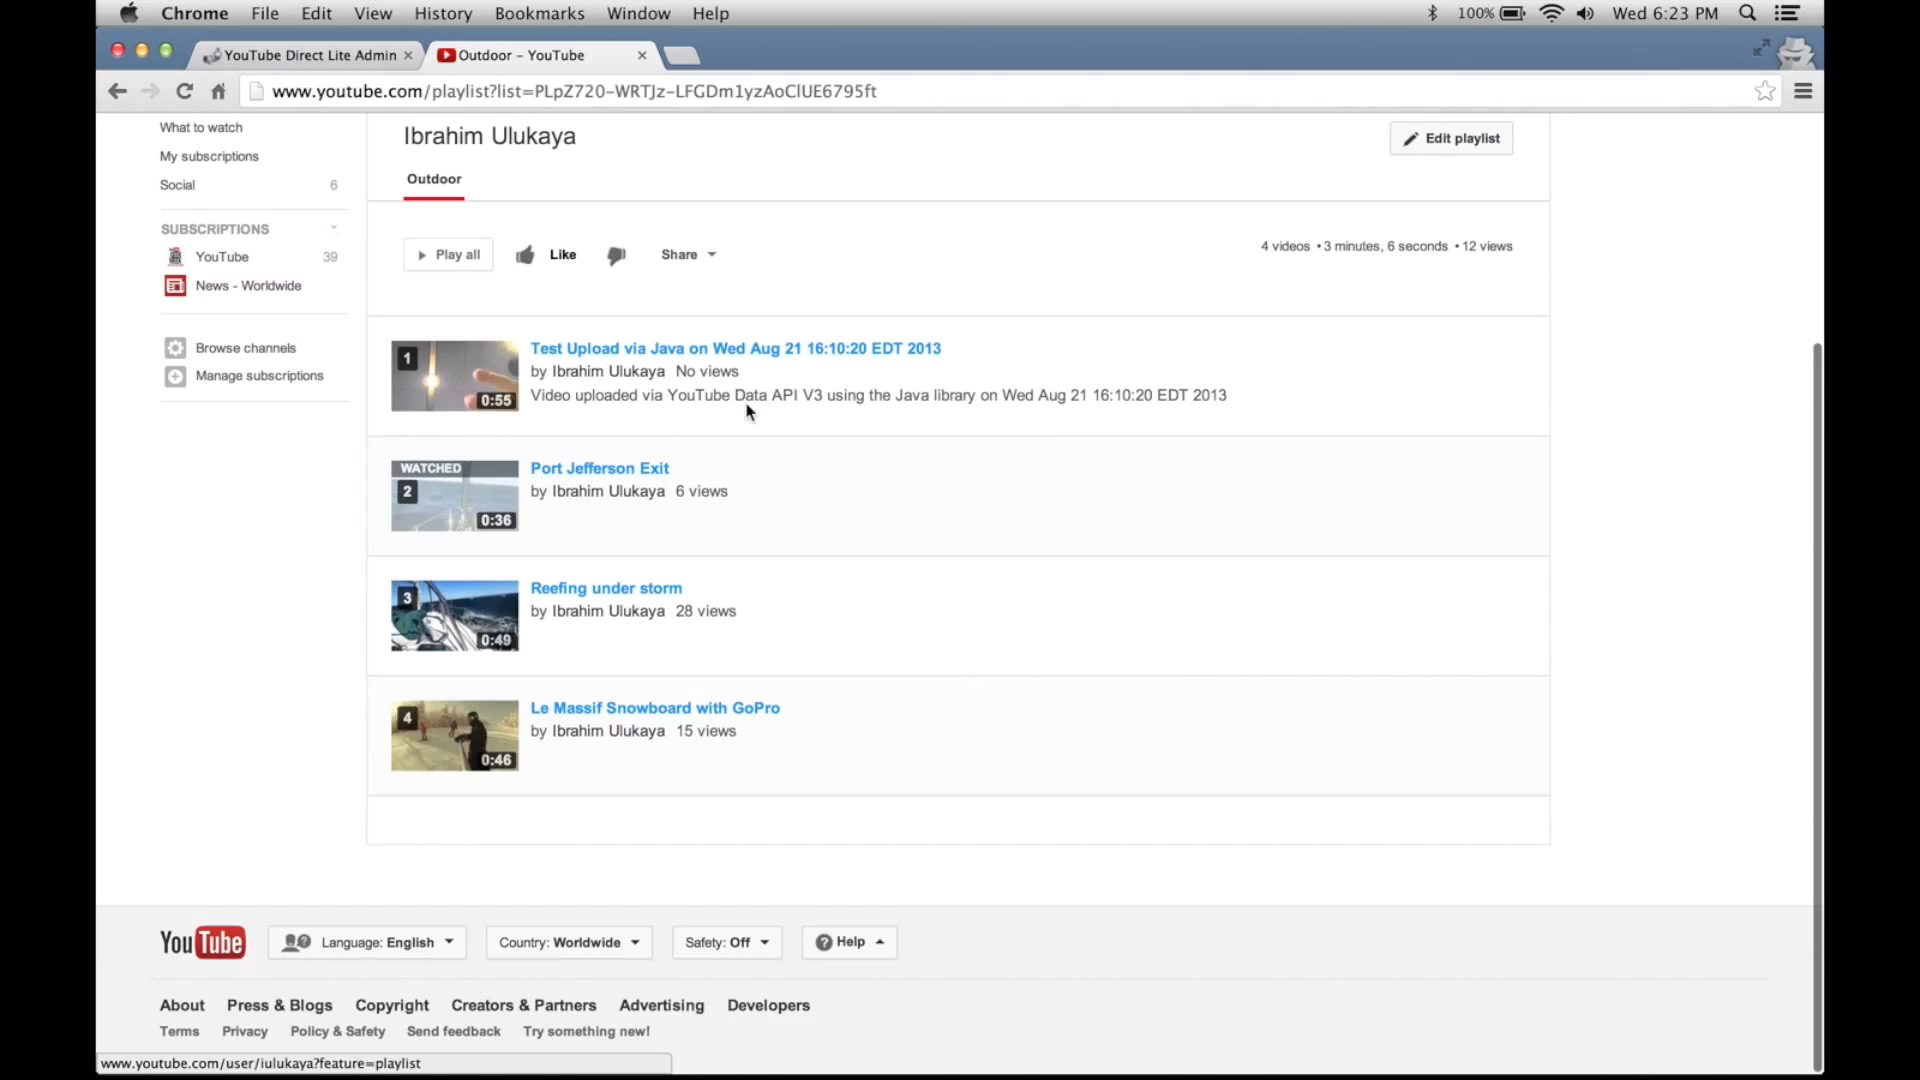 Chrome File Edit View History Bookmarks Window Help 100% Wed 6:23 PM
YouTube Direct Lite Admin × Outdoor – YouTube ×
www.youtube.com/playlist?list=PLpZ720-WRTJz-LFGDm1yzAoClUE6795ft
What to watch
My subscriptions
Social 6
SUBSCRIPTIONS
YouTube 39
News - Worldwide
Browse channels
Manage subscriptions
Ibrahim Ulukaya
Edit playlist
Outdoor
Play all Like Share
4 videos • 3 minutes, 6 seconds • 12 views
1
0:55
Test Upload via Java on Wed Aug 21 16:10:20 EDT 2013
by Ibrahim Ulukaya No views
Video uploaded via YouTube Data API V3 using the Java library on Wed Aug 21 16:10:20 EDT 2013
WATCHED
2
0:36
Port Jefferson Exit
by Ibrahim Ulukaya 6 views
3
0:49
Reefing under storm
by Ibrahim Ulukaya 28 views
4
0:46
Le Massif Snowboard with GoPro
by Ibrahim Ulukaya 15 views
YouTube Language: English Country: Worldwide Safety: Off Help
About Press & Blogs Copyright Creators & Partners Advertising Developers
Terms Privacy Policy & Safety Send feedback Try something new!
www.youtube.com/user/iulukaya?feature=playlist